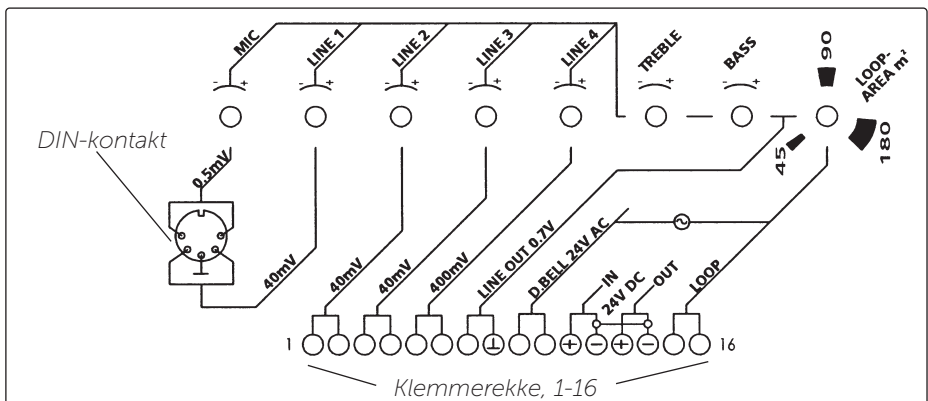 MIC
LINE 1
LINE 2
LINE 3
LINE 4
TREBLE
BASS
90
LOOP-
AREA m²
- +
- +
- +
- +
- +
- +
- +
180
45
DIN-kontakt
0.5mV
40mV
40mV
40mV
400mV
LINE OUT 0.7V
D.BELL 24V AC
IN
24V DC
OUT
LOOP
1
+ - + -
16
Klemmerekke, 1-16